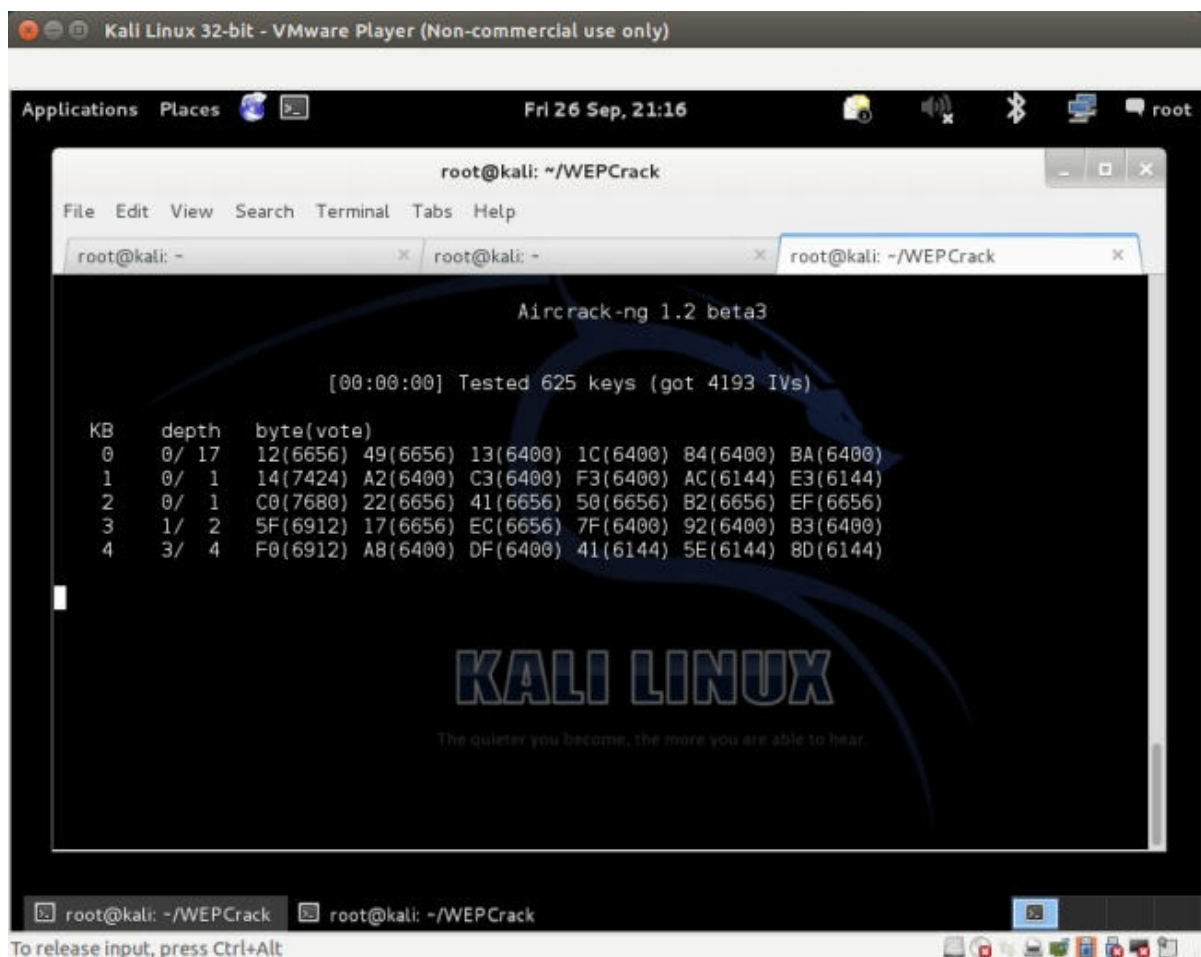 Kali Linux 32-bit - VMware Player (Non-commercial use only)
Applications Places Fri 26 Sep, 21:16 root
root@kali: ~/WEPCrack
File Edit View Search Terminal Tabs Help
root@kali: ~ root@kali: ~ root@kali: ~/WEPCrack
Aircrack-ng 1.2 beta3
[00:00:00] Tested 625 keys (got 4193 IVs)
KB depth byte(vote)
0 0/ 17 12(6656) 49(6656) 13(6400) 1C(6400) 84(6400) BA(6400)
1 0/ 1 14(7424) A2(6400) C3(6400) F3(6400) AC(6144) E3(6144)
2 0/ 1 C0(7680) 22(6656) 41(6656) 50(6656) B2(6656) EF(6656)
3 1/ 2 5F(6912) 17(6656) EC(6656) 7F(6400) 92(6400) B3(6400)
4 3/ 4 F0(6912) A8(6400) DF(6400) 41(6144) 5E(6144) 8D(6144)
KALI LINUX
The quieter you become, the more you are able to hear.
root@kali: ~/WEPCrack root@kali: ~/WEPCrack
To release input, press Ctrl+Alt